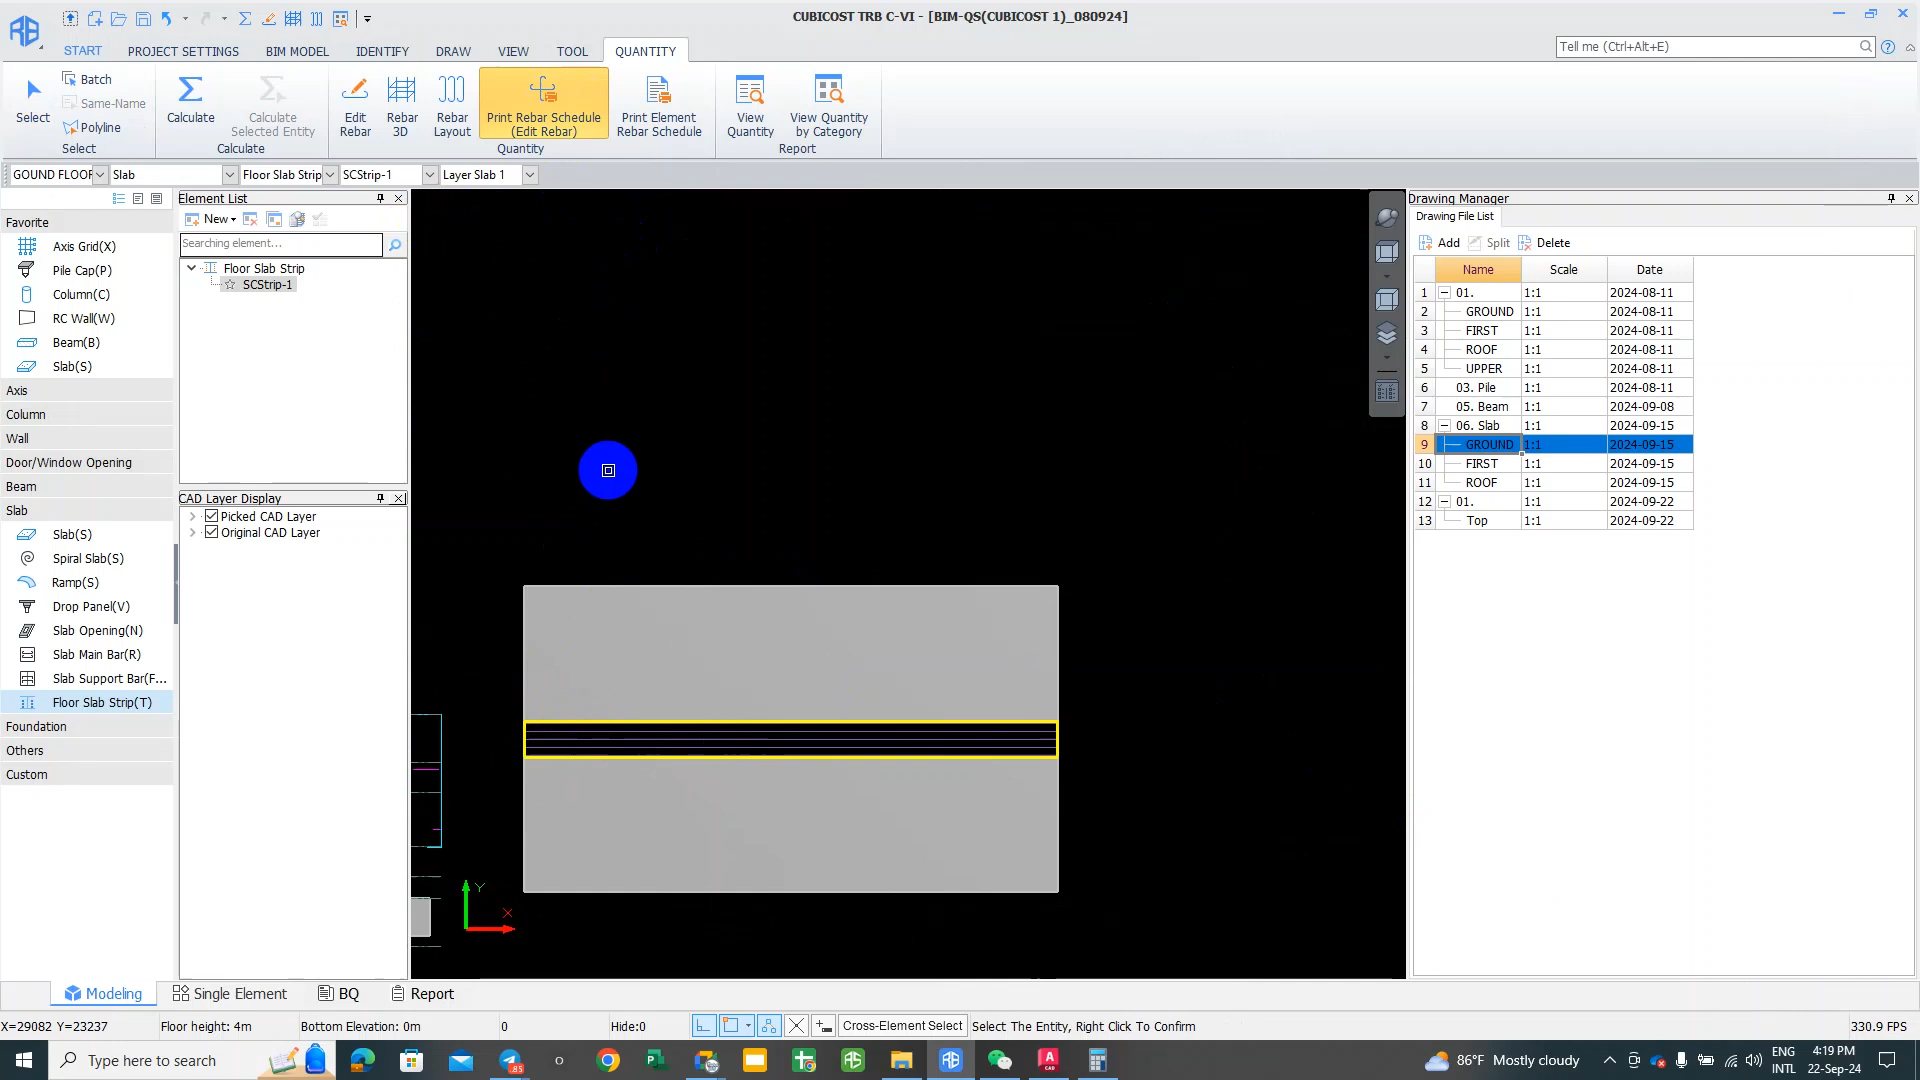 CUBICOST TRB C-VI - [BIM-QS(CUBICOST 1)_080924]
START
PROJECT SETTINGS
BIM MODEL
IDENTIFY
DRAW
VIEW
TOOL
QUANTITY
Tell me (Ctrl+Alt+E)
Select
Batch
Same-Name
Polyline
Select
Calculate
Calculate
Selected Entity
Calculate
Edit
Rebar
Rebar
3D
Rebar
Layout
Print Rebar Schedule
(Edit Rebar)
Print Element
Rebar Schedule
Quantity
View
Quantity
View Quantity
by Category
Report
GOUND FLOOR
Slab
Floor Slab Strip
SCStrip-1
Layer Slab 1
Favorite
Axis Grid(X)
Pile Cap(P)
Column(C)
RC Wall(W)
Beam(B)
Slab(S)
Axis
Column
Wall
Door/Window Opening
Beam
Slab
Slab(S)
Spiral Slab(S)
Ramp(S)
Drop Panel(V)
Slab Opening(N)
Slab Main Bar(R)
Slab Support Bar(F...
Floor Slab Strip(T)
Foundation
Others
Custom
Element List
New
Searching element...
Floor Slab Strip
SCStrip-1
CAD Layer Display
Picked CAD Layer
Original CAD Layer
Y
X
Drawing Manager
Drawing File List
Add Split Delete
Name Scale Date
1 01. 1:1 2024-08-11
2 GROUND 1:1 2024-08-11
3 FIRST 1:1 2024-08-11
4 ROOF 1:1 2024-08-11
5 UPPER 1:1 2024-08-11
6 03. Pile 1:1 2024-08-11
7 05. Beam 1:1 2024-09-08
8 06. Slab 1:1 2024-09-15
9 GROUND 1:1 2024-09-15
10 FIRST 1:1 2024-09-15
11 ROOF 1:1 2024-09-15
12 01. 1:1 2024-09-22
13 Top 1:1 2024-09-22
Modeling
Single Element
BQ
Report
X=29082 Y=23237
Floor height: 4m
Bottom Elevation: 0m
0
Hide:0
Cross-Element Select
Select The Entity, Right Click To Confirm
330.9 FPS
Type here to search
86°F Mostly cloudy
ENG
INTL
4:19 PM
22-Sep-24